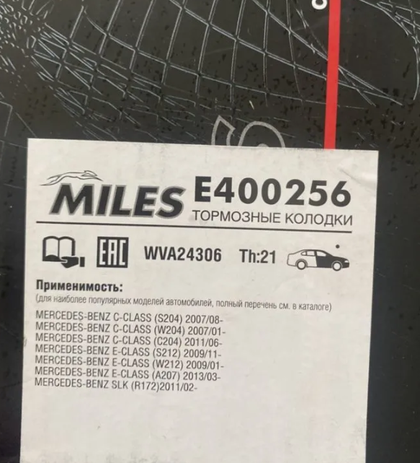 MILES
E400256
ТОРМОЗНЫЕ КОЛОДКИ
EAC WVA24306 Th:21
Применимость:
(для наиболее популярных моделей автомобилей, полный перечень см. в каталоге)
MERCEDES-BENZ C-CLASS (S204) 2007/08-
MERCEDES-BENZ C-CLASS (W204) 2007/01-
MERCEDES-BENZ C-CLASS (C204) 2011/06-
MERCEDES-BENZ E-CLASS (S212) 2009/11-
MERCEDES-BENZ E-CLASS (W212) 2009/01-
MERCEDES-BENZ E-CLASS (A207) 2013/03-
MERCEDES-BENZ SLK (R172)2011/02-